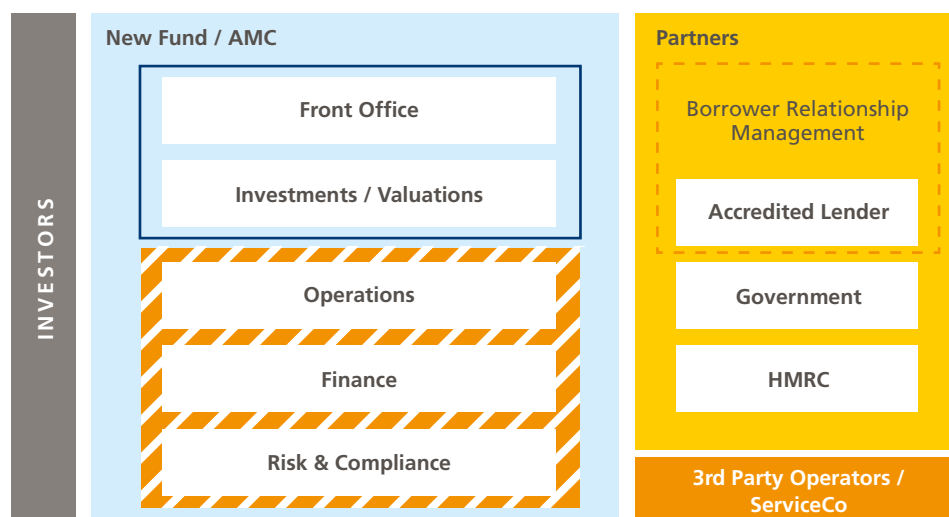 INVESTORS
New Fund / AMC
Front Office
Investments / Valuations
Operations
Finance
Risk & Compliance
Partners
Borrower Relationship
Management
Accredited Lender
Government
HMRC
3rd Party Operators /
ServiceCo